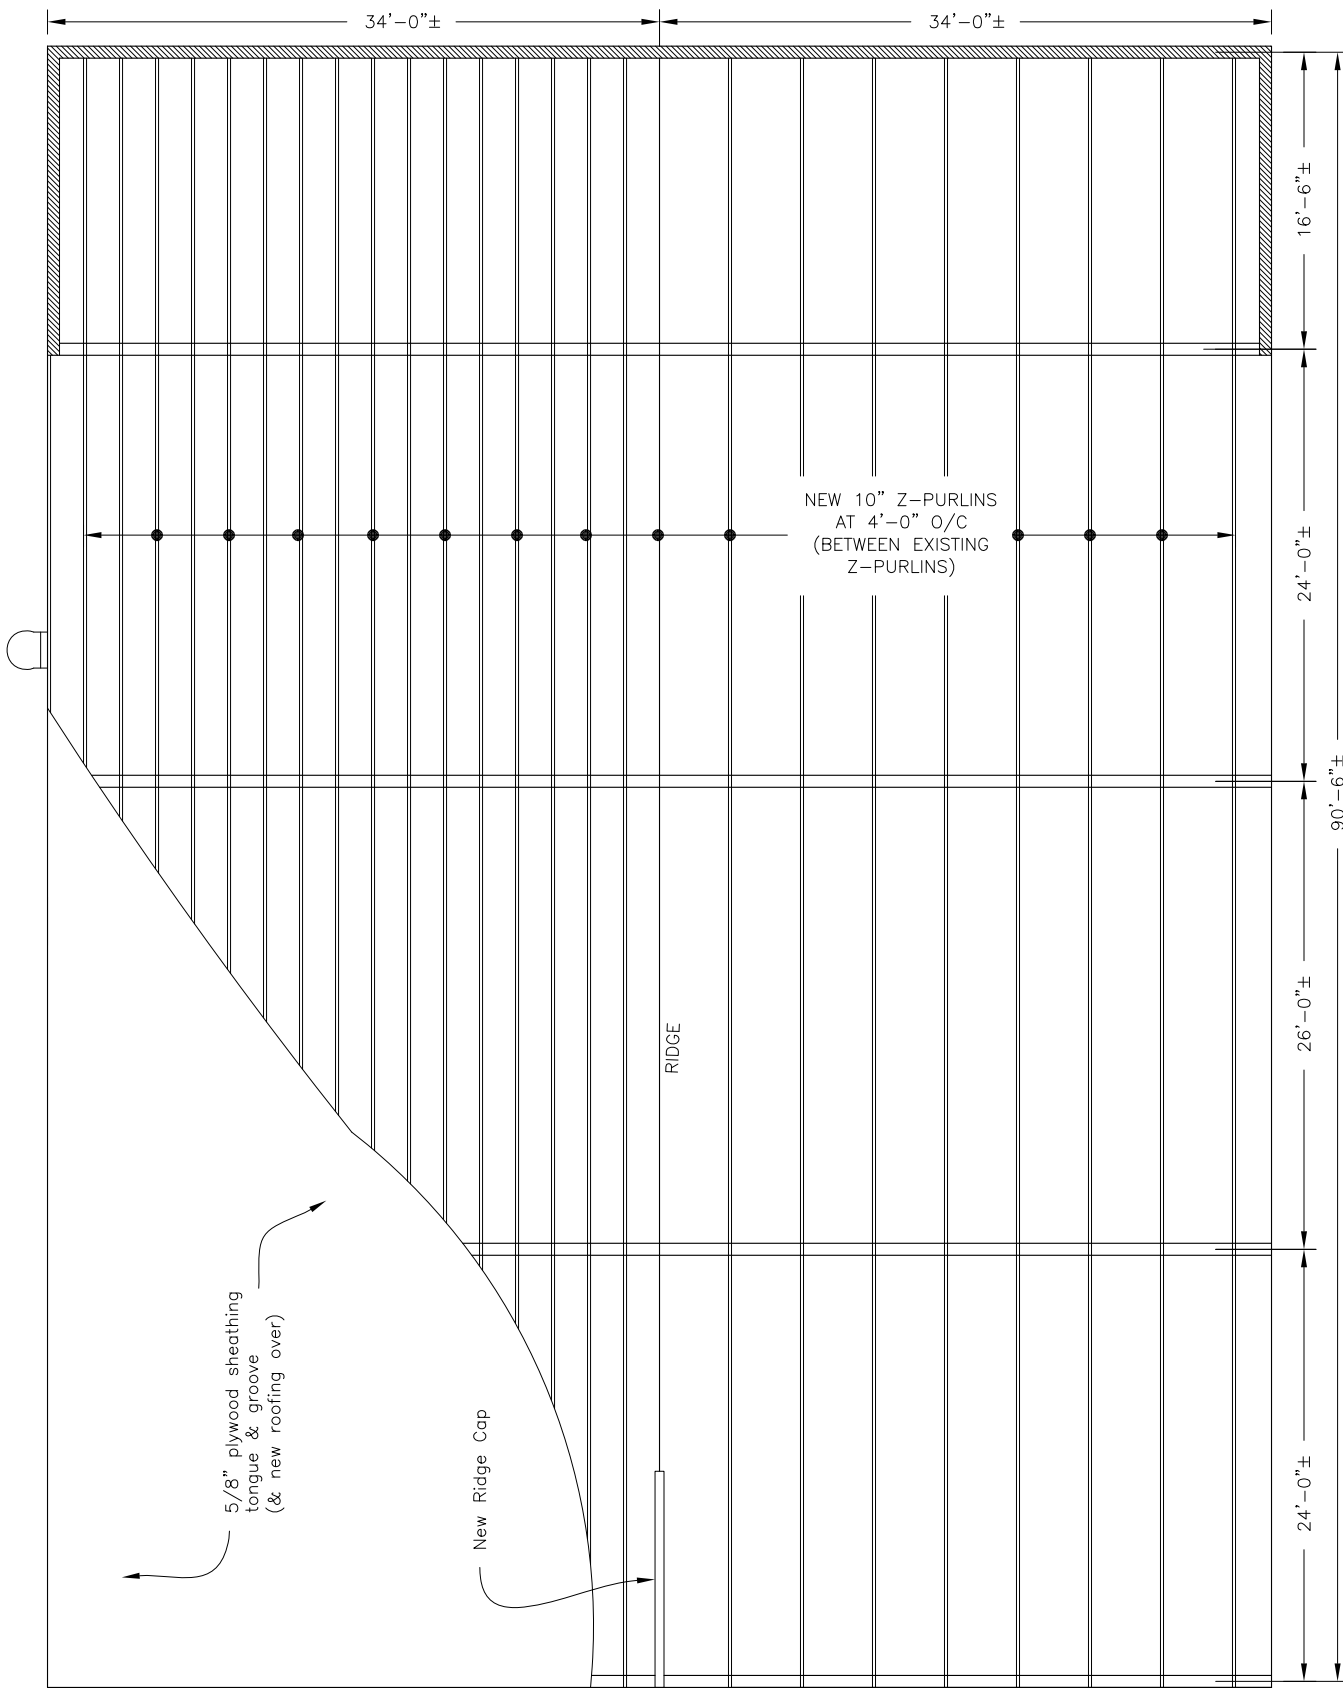 34'-0"±
34'-0"±
16'-6"±
NEW 10" Z-PURLINS
AT 4'-0" O/C
(BETWEEN EXISTING
Z-PURLINS)
24'-0"±
90'-6"±
26'-0"±
RIDGE
5/8" plywood sheathing
tongue & groove
(& new roofing over)
New Ridge Cap
24'-0"±